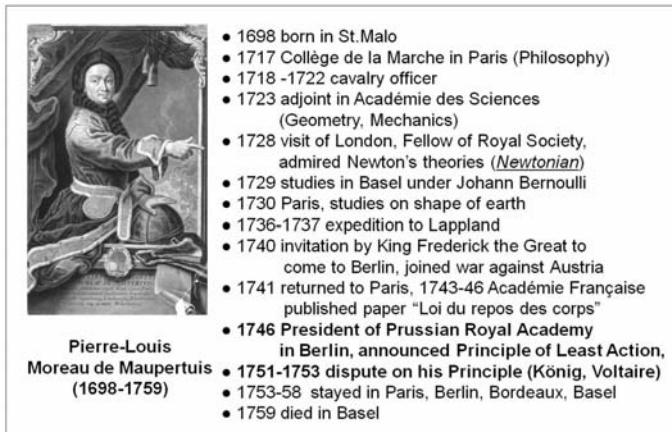 • 1698 born in St.Malo
• 1717 Collège de la Marche in Paris (Philosophy)
• 1718 -1722 cavalry officer
• 1723 adjoint in Académie des Sciences
(Geometry, Mechanics)
• 1728 visit of London, Fellow of Royal Society,
admired Newton's theories (Newtonian)
• 1729 studies in Basel under Johann Bernoulli
• 1730 Paris, studies on shape of earth
• 1736-1737 expedition to Lappland
• 1740 invitation by King Frederick the Great to
come to Berlin, joined war against Austria
• 1741 returned to Paris, 1743-46 Académie Française
published paper “Loi du repos des corps”
• 1746 President of Prussian Royal Academy
in Berlin, announced Principle of Least Action,
• 1751-1753 dispute on his Principle (König, Voltaire)
• 1753-58 stayed in Paris, Berlin, Bordeaux, Basel
• 1759 died in Basel
Pierre-Louis
Moreau de Maupertuis
(1698-1759)